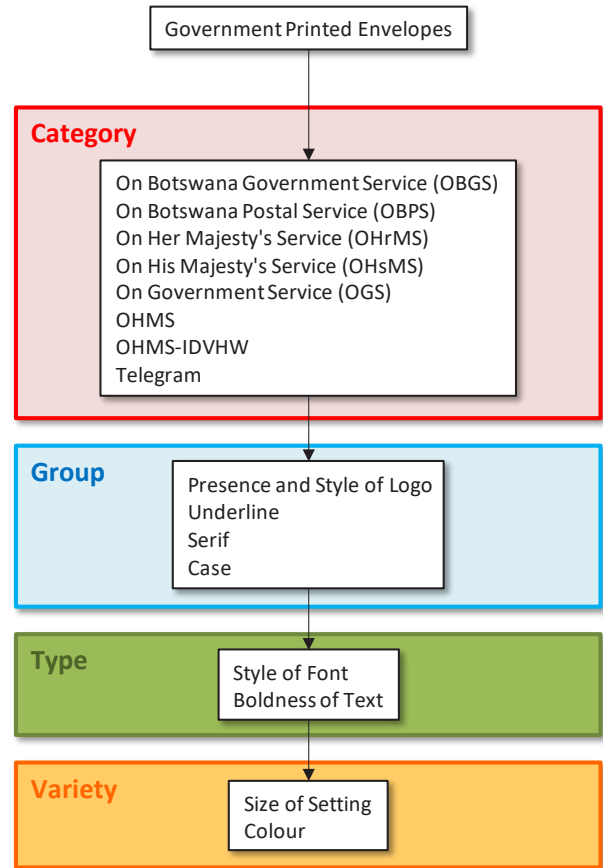 Government Printed Envelopes
Category
On Botswana Government Service (OBGS)
On Botswana Postal Service (OBPS)
On Her Majesty's Service (OHrMS)
On His Majesty's Service (OHsMS)
On Government Service (OGS)
OHMS
OHMS-IDVHW
Telegram
Group
Presence and Style of Logo
Underline
Serif
Case
Type
Style of Font
Boldness of Text
Variety
Size of Setting
Colour